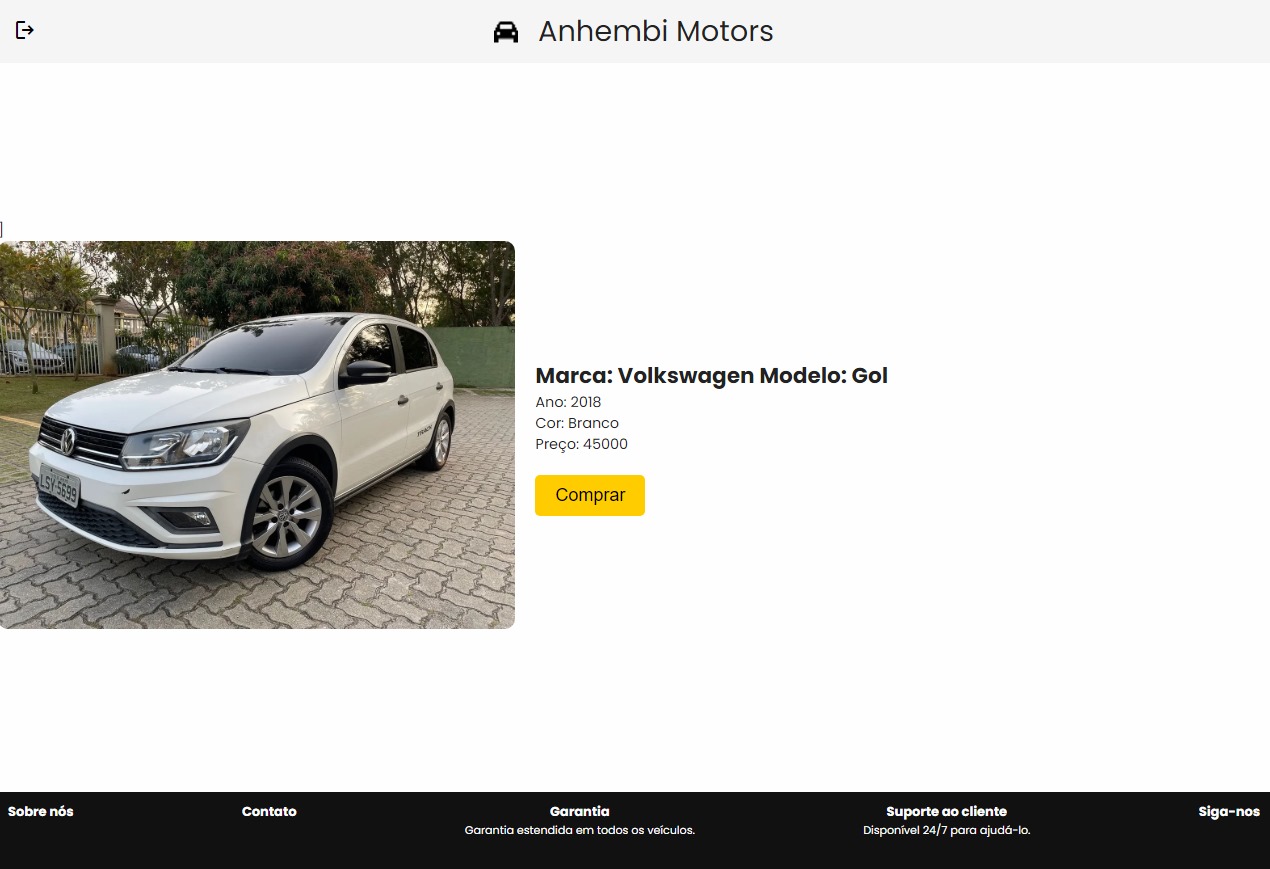 Anhembi Motors
]
LSY-5699
TRACK
Marca: Volkswagen Modelo: Gol
Ano: 2018
Cor: Branco
Preço: 45000
Comprar
Sobre nós
Contato
Garantia
Garantia estendida em todos os veículos.
Suporte ao cliente
Disponível 24/7 para ajudá-lo.
Siga-nos